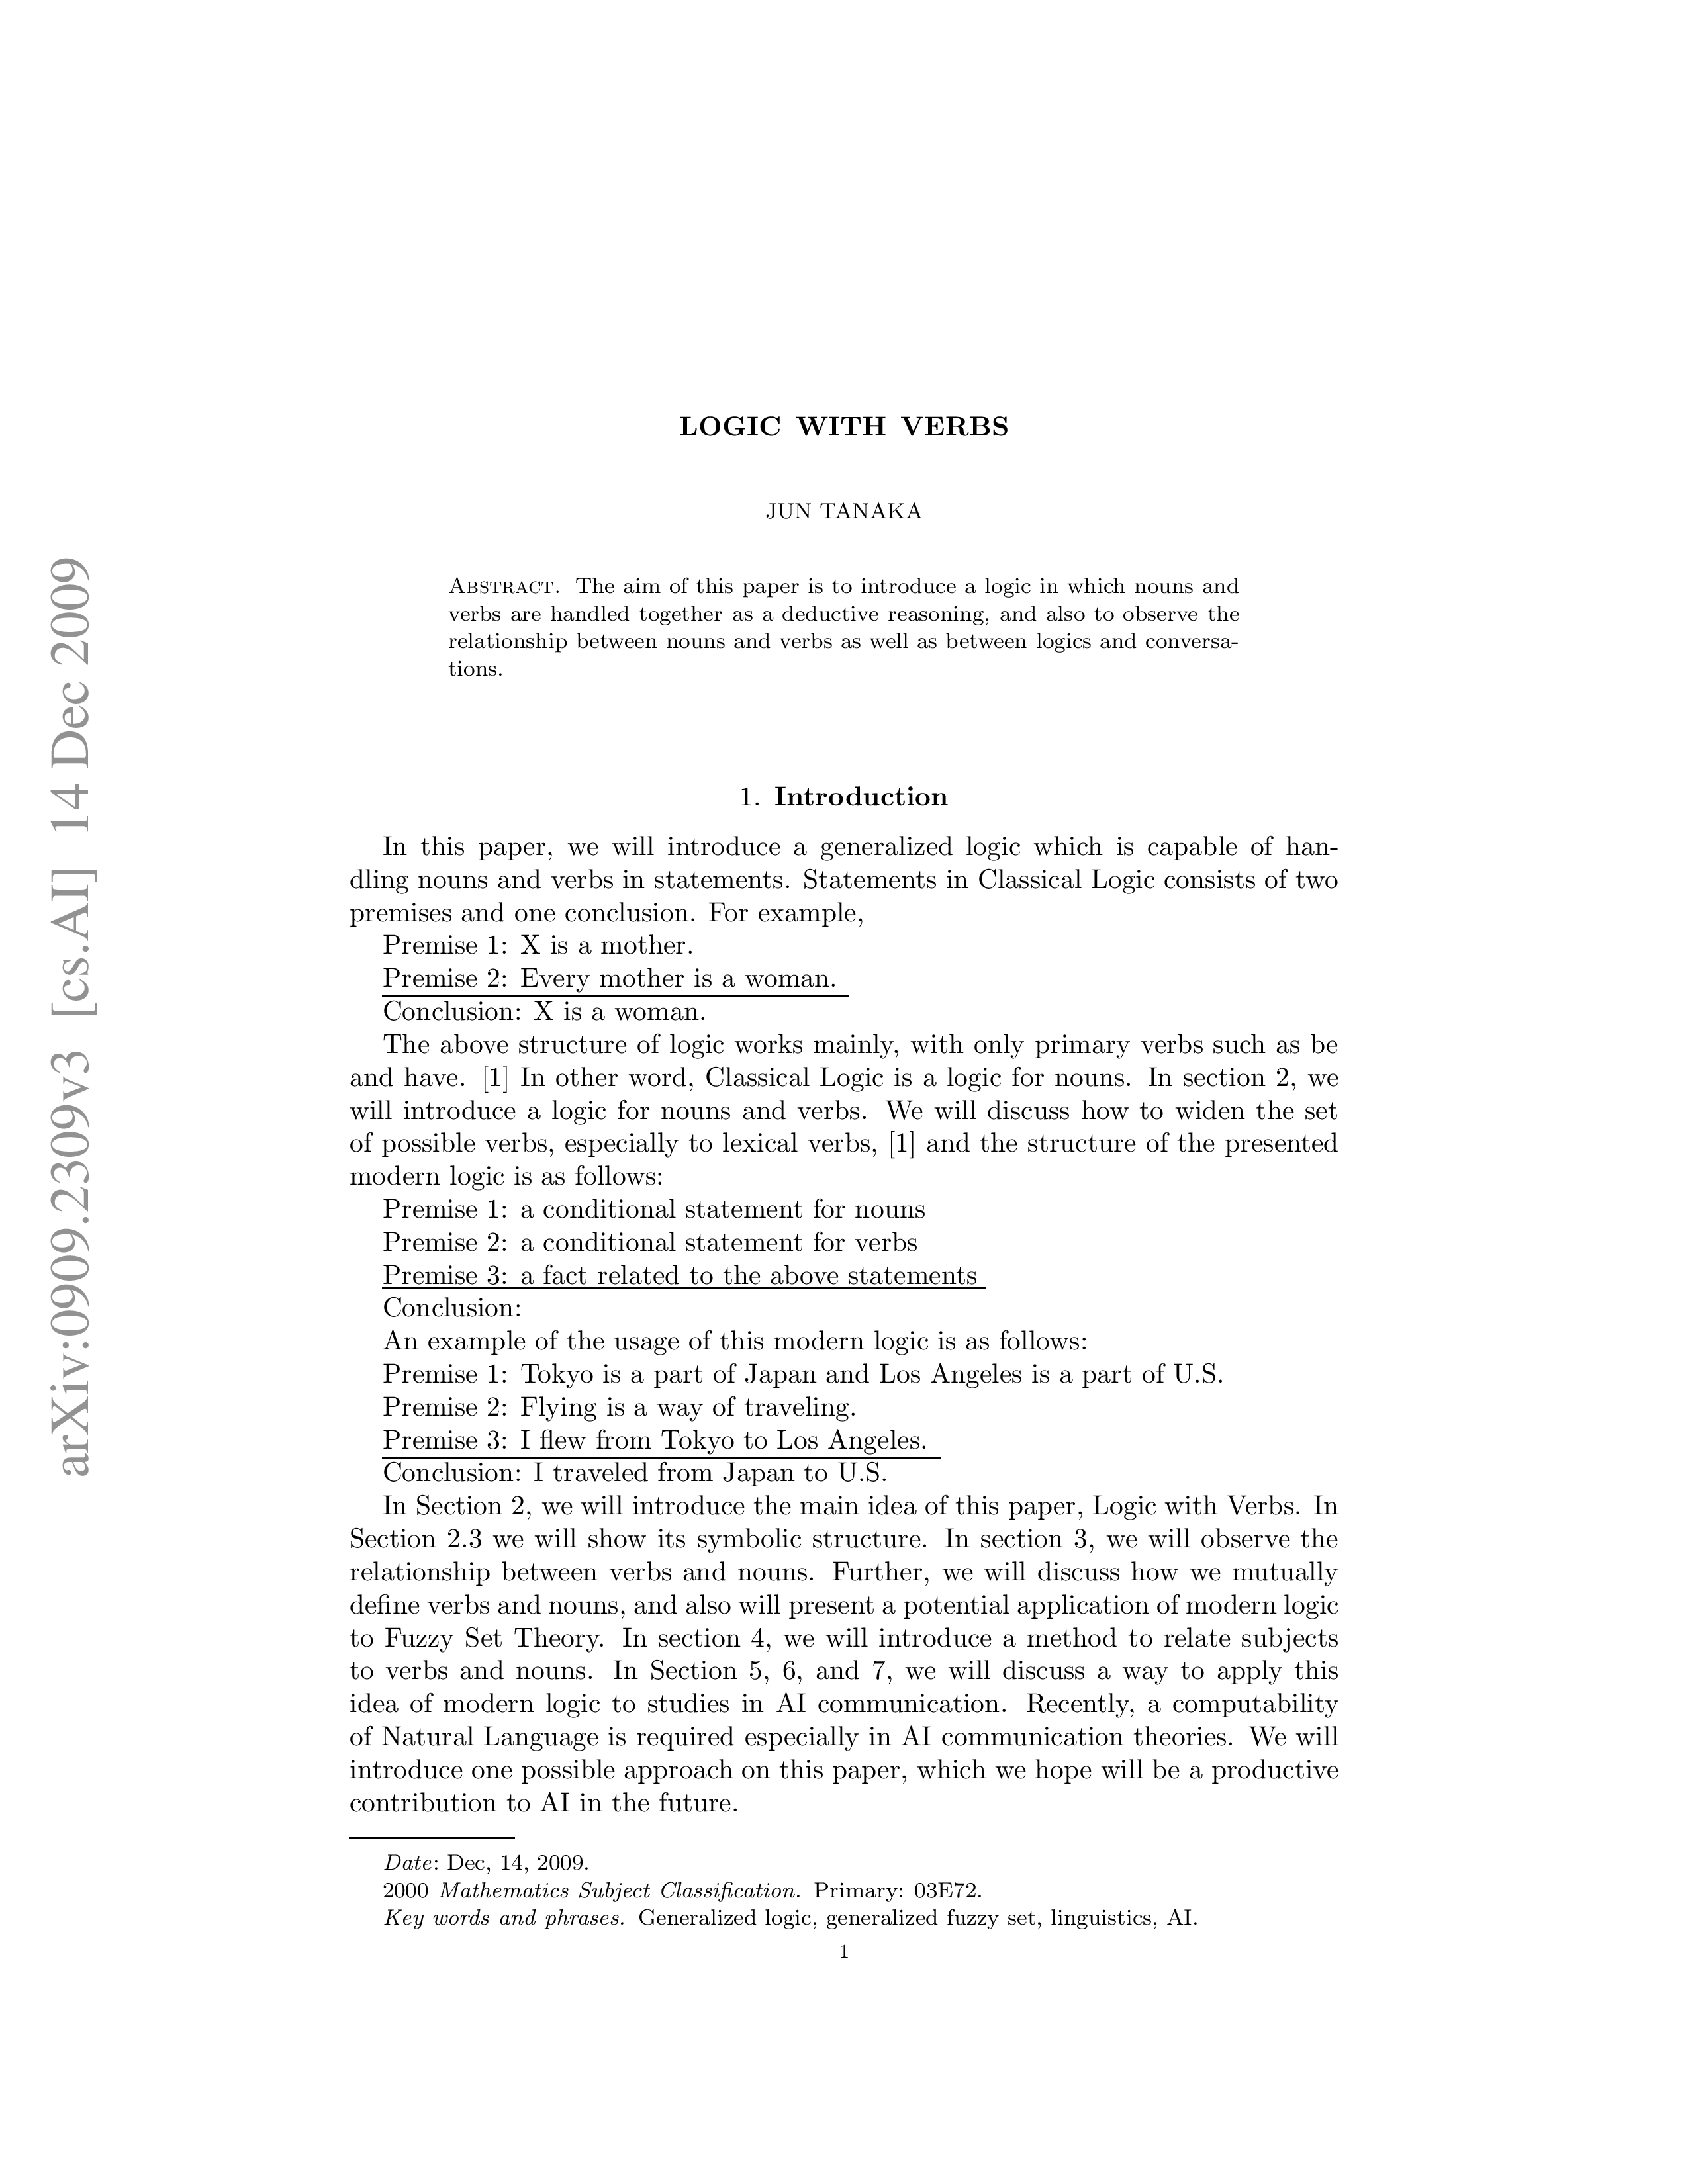 LOGIC WITH VERBS
JUN TANAKA
Abstract. The aim of this paper is to introduce a logic in which nouns and
verbs are handled together as a deductive reasoning, and also to observe the
relationship between nouns and verbs as well as between logics and conversa-
tions.
1. Introduction
In this paper, we will introduce a generalized logic which is capable of han-
dling nouns and verbs in statements. Statements in Classical Logic consists of two
premises and one conclusion. For example,
Premise 1: X is a mother.
Premise 2: Every mother is a woman.
Conclusion: X is a woman.
The above structure of logic works mainly, with only primary verbs such as be
and have. [1] In other word, Classical Logic is a logic for nouns. In section 2, we
will introduce a logic for nouns and verbs. We will discuss how to widen the set
of possible verbs, especially to lexical verbs, [1] and the structure of the presented
modern logic is as follows:
Premise 1: a conditional statement for nouns
Premise 2: a conditional statement for verbs
Premise 3: a fact related to the above statements
Conclusion:
An example of the usage of this modern logic is as follows:
Premise 1: Tokyo is a part of Japan and Los Angeles is a part of U.S.
Premise 2: Flying is a way of traveling.
Premise 3: I flew from Tokyo to Los Angeles.
Conclusion: I traveled from Japan to U.S.
In Section 2, we will introduce the main idea of this paper, Logic with Verbs. In
Section 2.3 we will show its symbolic structure. In section 3, we will observe the
relationship between verbs and nouns. Further, we will discuss how we mutually
define verbs and nouns, and also will present a potential application of modern logic
to Fuzzy Set Theory. In section 4, we will introduce a method to relate subjects
to verbs and nouns. In Section 5, 6, and 7, we will discuss a way to apply this
idea of modern logic to studies in AI communication. Recently, a computability
of Natural Language is required especially in AI communication theories. We will
introduce one possible approach on this paper, which we hope will be a productive
contribution to AI in the future.
Date: Dec, 14, 2009.
2000 Mathematics Subject Classification. Primary: 03E72.
Key words and phrases. Generalized logic, generalized fuzzy set, linguistics, AI.
1
arXiv:0909.2309v3 [cs.AI] 14 Dec 2009